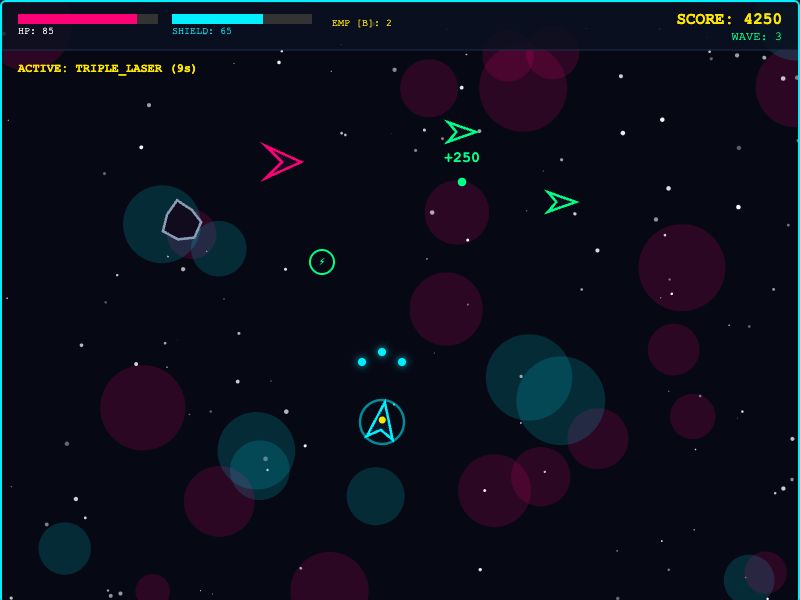 HP: 85
SHIELD: 65
EMP [B]: 2
SCORE: 4250
WAVE: 3
ACTIVE: TRIPLE_LASER (9s)
+250
⚡